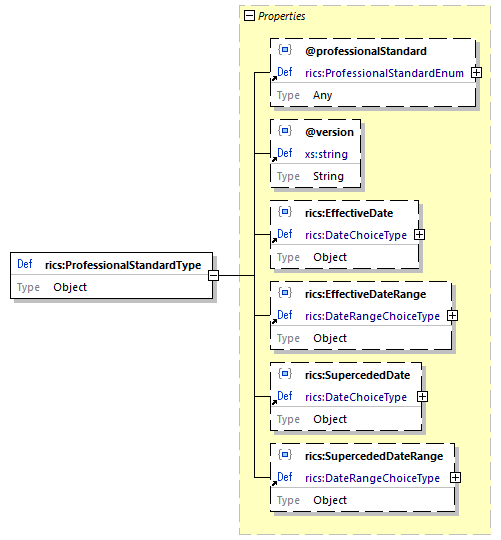 Properties
@professionalStandard
Def rics:ProfessionalStandardEnum
Type Any
@version
Def xs:string
Type String
rics:EffectiveDate
Def rics:DateChoiceType
Type Object
Def rics:ProfessionalStandardType
Type Object
rics:EffectiveDateRange
Def rics:DateRangeChoiceType
Type Object
rics:SupercededDate
Def rics:DateChoiceType
Type Object
rics:SupercededDateRange
Def rics:DateRangeChoiceType
Type Object